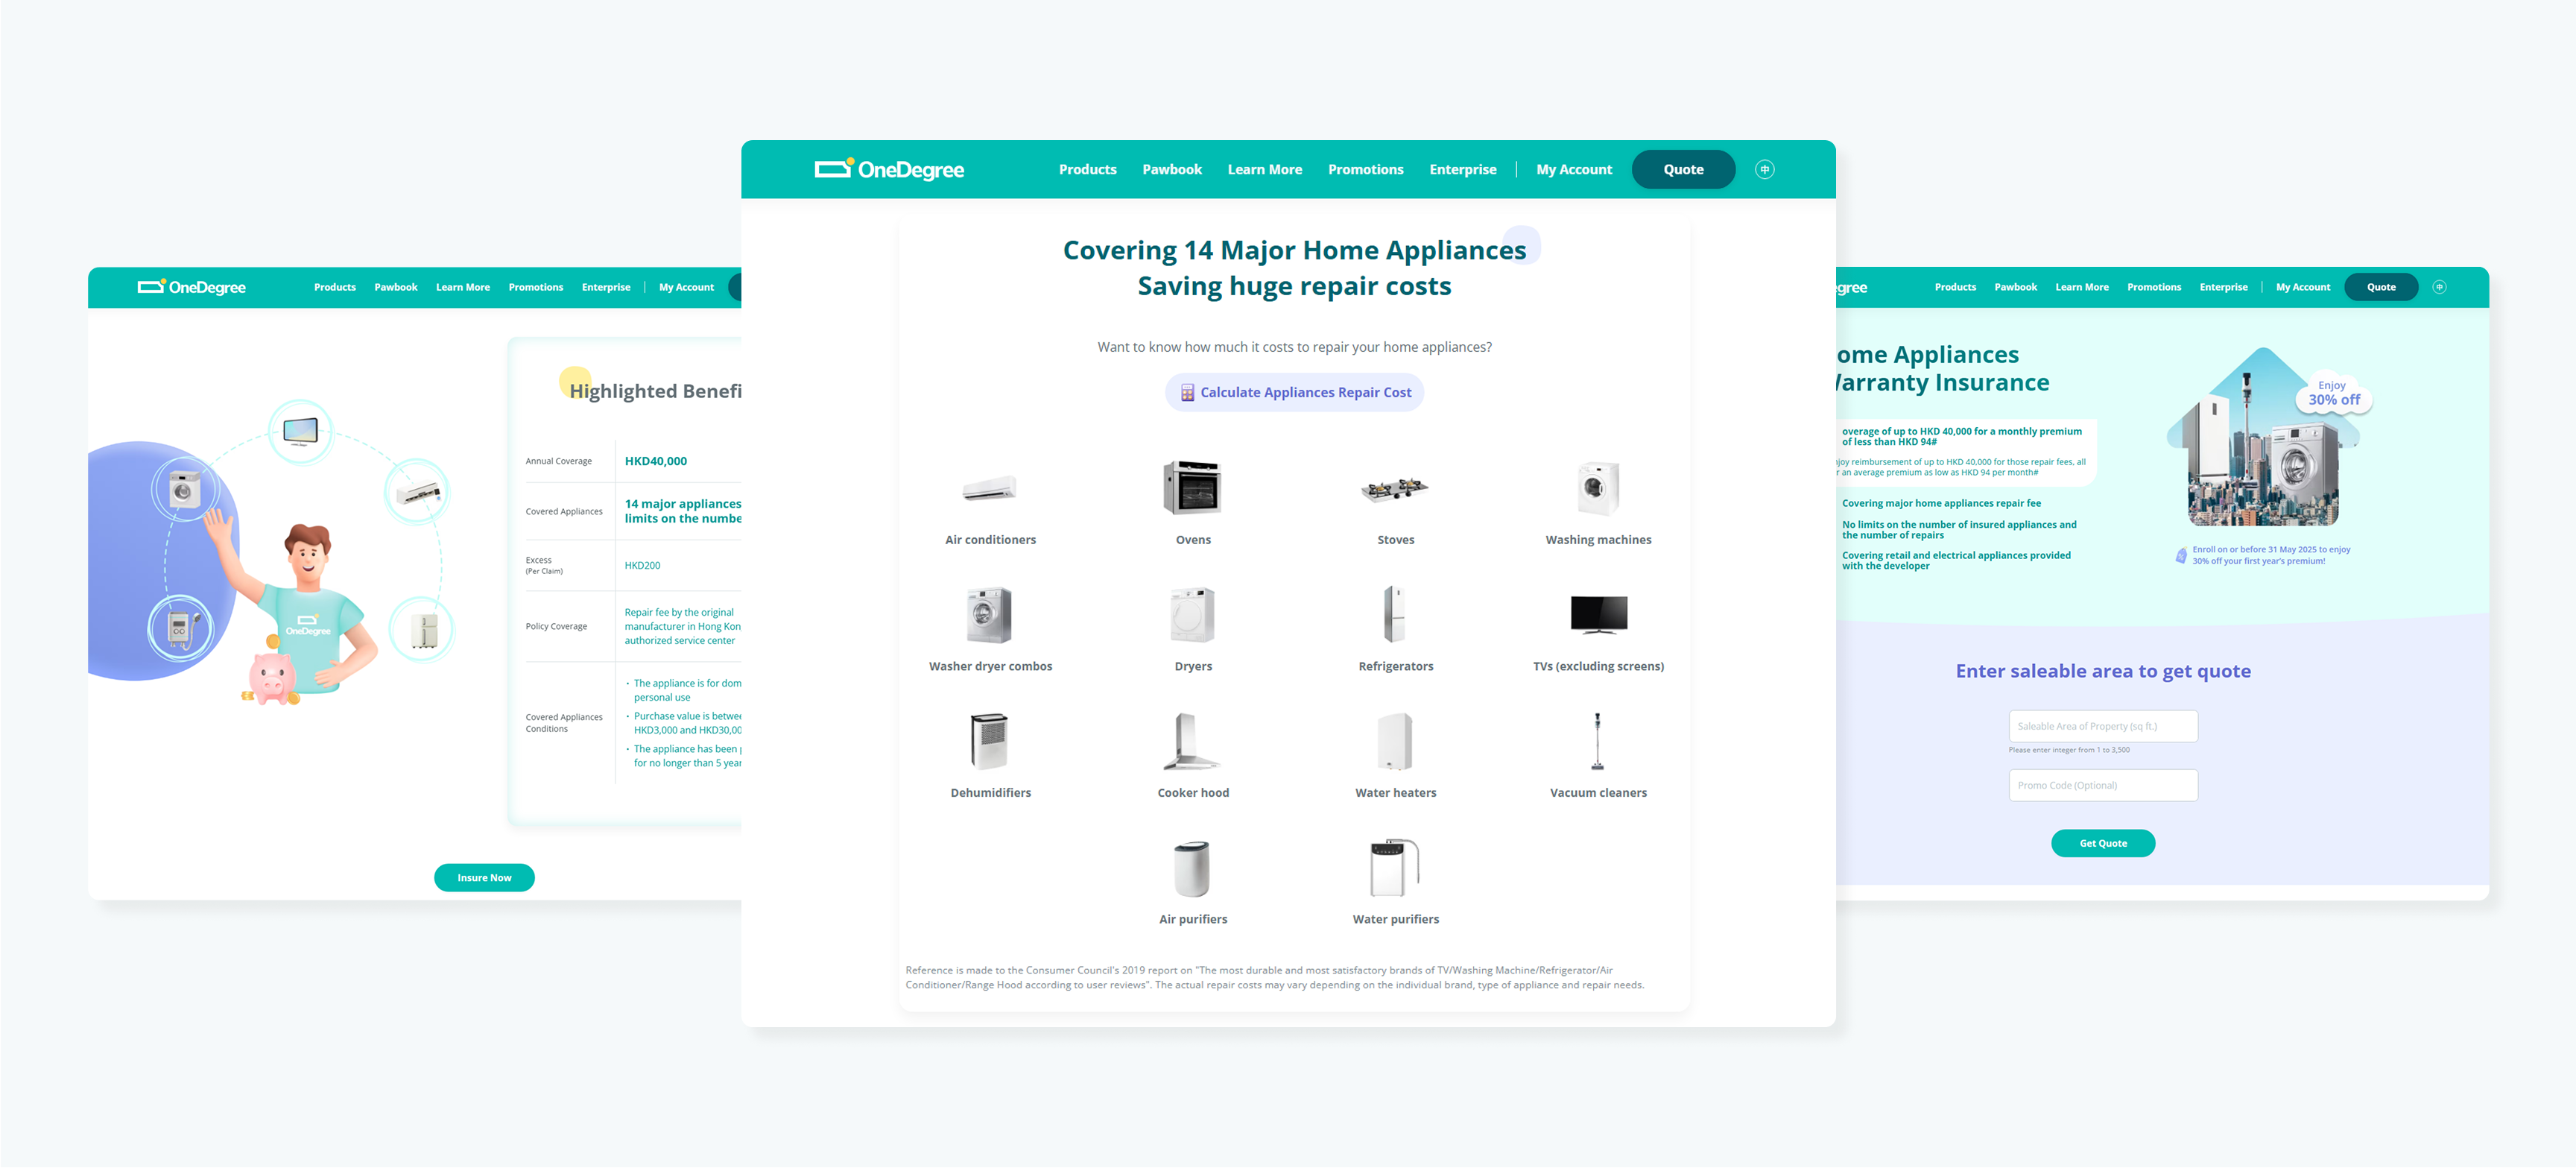 OneDegree
Products Pawbook Learn More Promotions Enterprise My Account
Highlighted
Annual Coverage HKD40,000
Covered Appliances
14 major appliances
limits on the
Excess
(Per Claim)
HKD200
Policy Coverage
Repair fee by the original
manufacturer in Hong
authorized service center
Covered Appliances
Conditions
· The appliance is for
personal use
· Purchase value is
HKD3,000 and
· The appliance has been
for no longer than 5
Insure Now
OneDegree
OneDegree
Products Pawbook Learn More Promotions Enterprise My Account Quote 中
Covering 14 Major Home Appliances
Saving huge repair costs
Want to know how much it costs to repair your home appliances?
Calculate Appliances Repair Cost
Air conditioners Ovens Stoves Washing machines
Washer dryer combos Dryers Refrigerators TVs (excluding screens)
Dehumidifiers Cooker hood Water heaters Vacuum cleaners
Air purifiers Water purifiers
Reference is made to the Consumer Council's 2019 report on "The most durable and most satisfactory brands of TV/Washing Machine/Refrigerator/Air
Conditioner/Range Hood according to user reviews". The actual repair costs may vary depending on the individual brand, type of appliance and repair needs.
Products Pawbook Learn More Promotions Enterprise My Account Quote 中
Appliances
Insurance
of up to HKD 40,000 for a monthly premium
of less than HKD 94#
reimbursement of up to HKD 40,000 for those repair fees, all
an average premium as low as HKD 94 per month#
Covering major home appliances repair fee
No limits on the number of insured appliances and
the number of repairs
Covering retail and electrical appliances provided
with the developer
Enjoy
30% off
Enroll on or before 31 May 2025 to enjoy
30% off your first year's premium!
Enter saleable area to get quote
Saleable Area of Property (sq ft.)
Please enter integer from 1 to 3,500
Promo Code (Optional)
Get Quote